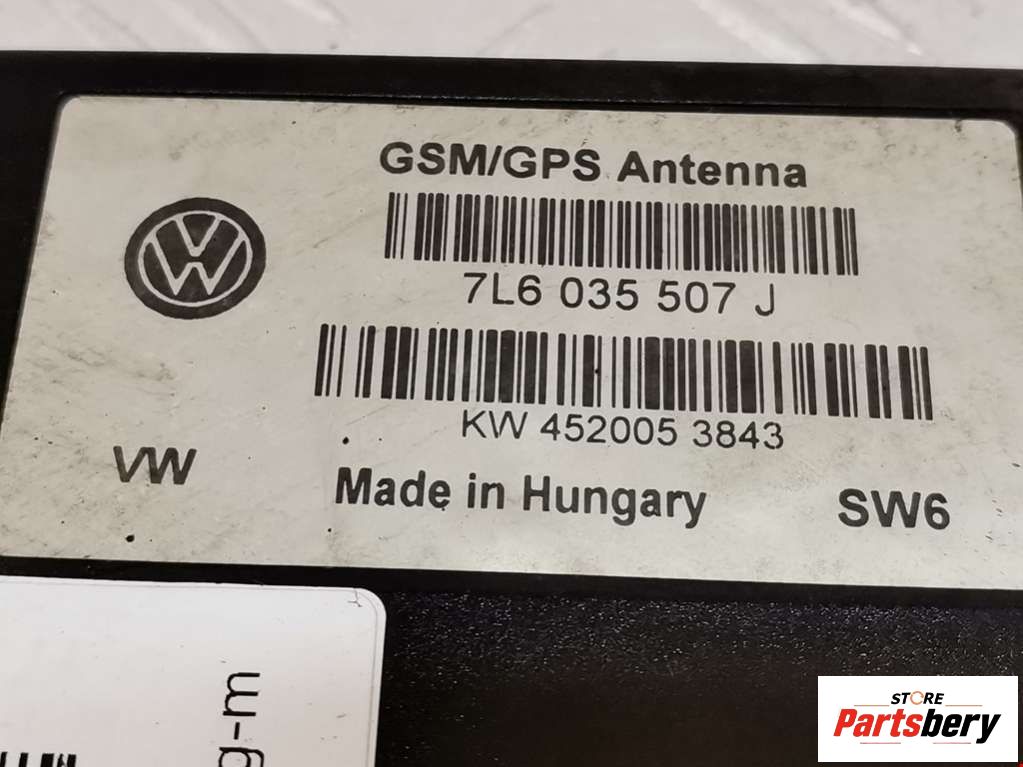 GSM/GPS Antenna
7L6 035 507 J
KW 452005 3843
VW
Made in Hungary
SW6
g-m
STORE
Partsbery